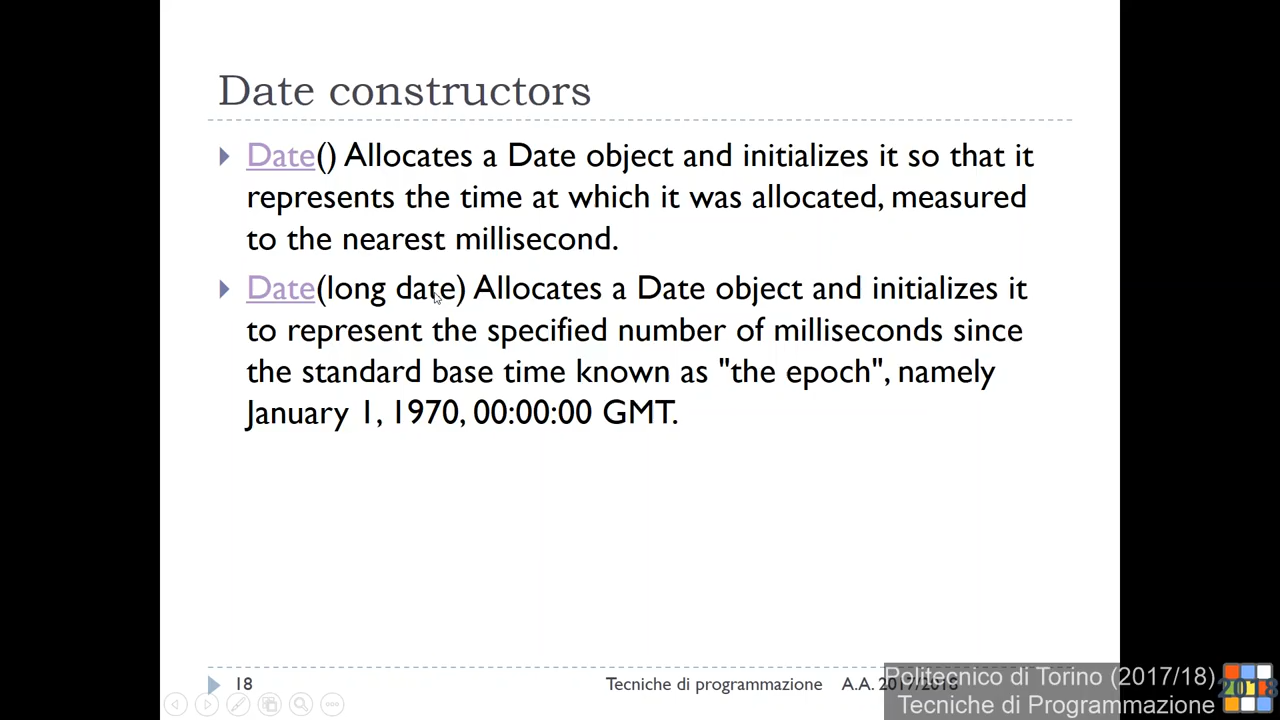 Date constructors
Date() Allocates a Date object and initializes it so that it
represents the time at which it was allocated, measured
to the nearest millisecond.
Date(long date) Allocates a Date object and initializes it
to represent the specified number of milliseconds since
the standard base time known as "the epoch", namely
January 1, 1970, 00:00:00 GMT.
18
Tecniche di programmazione A.A. 2017/2018
Politecnico di Torino (2017/18)
Tecniche di Programmazione
2018